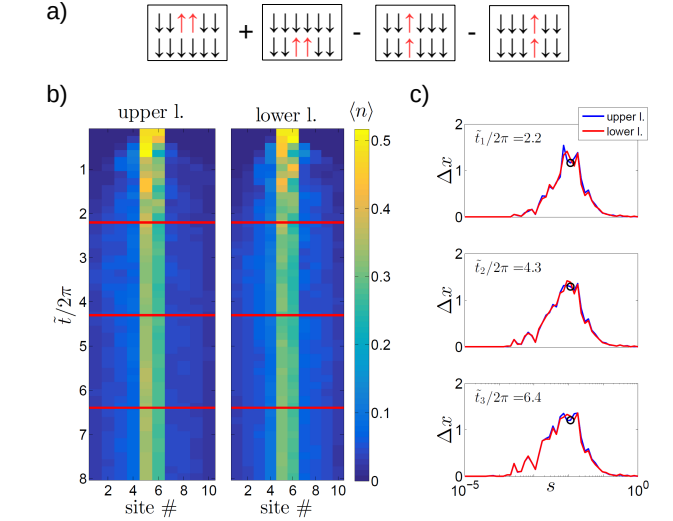 a)
+ - -
b)
upper l. lower l. ⟨n⟩
1
2
3
4
5
6
7
8
t̃/2π
2 4 6 8 10
site #
2 4 6 8 10
site #
0.5
0.4
0.3
0.2
0.1
0
c)
upper l.
lower l.
t̃₁/2π =2.2
2
1
0
Δx
t̃₂/2π =4.3
2
1
0
Δx
t̃₃/2π =6.4
2
1
0
Δx
10⁻⁵ s 10⁰